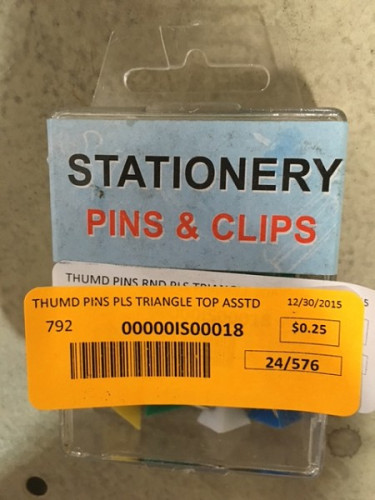 STATIONERY
PINS & CLIPS
THUMD PINS RND PLS
THUMD PINS PLS TRIANGLE TOP ASSTD 12/30/2015
792 00000IS00018 $0.25
24/576